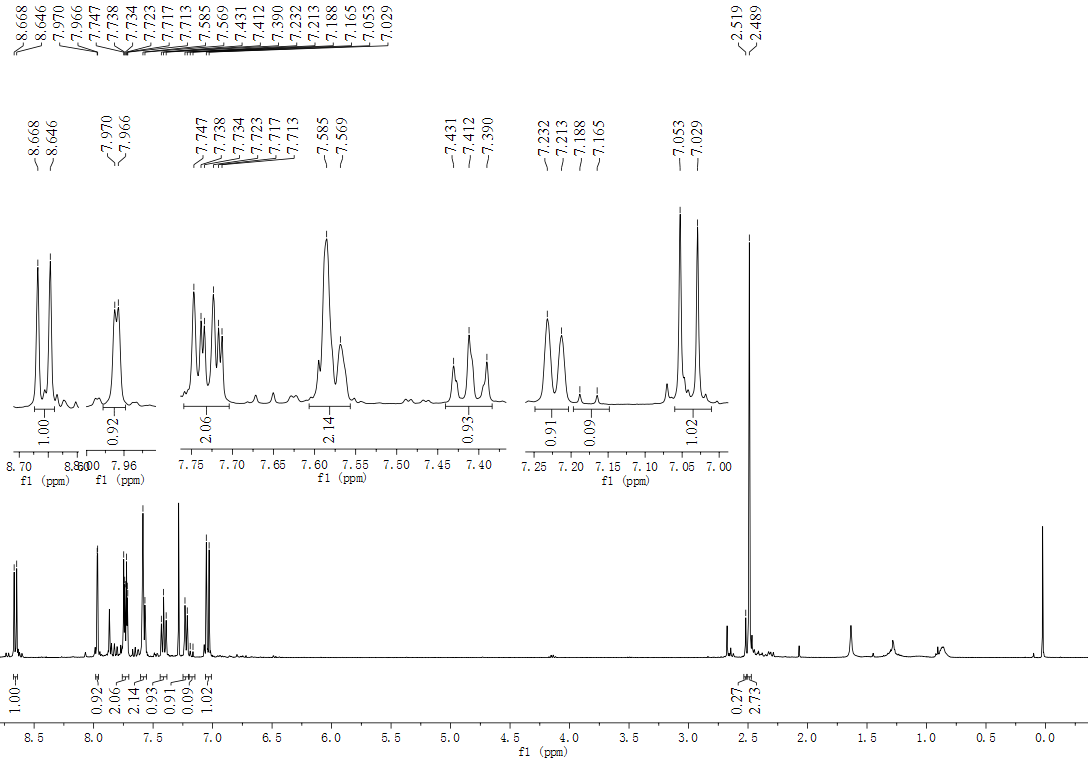 8.668 8.646 7.970 7.966 7.747 7.738 7.734 7.723 7.717 7.713 7.585 7.569 7.431 7.412 7.390 7.232 7.213 7.188 7.165 7.053 7.029 2.519 2.489
8.668 8.646 7.970 7.966 7.747 7.738 7.734 7.723 7.717 7.713 7.585 7.569 7.431 7.412 7.390 7.232 7.213 7.188 7.165 7.053 7.029
1.00 0.92 2.06 2.14 0.93 0.91 0.09 1.02
8.70 7.96 7.75 7.70 7.65 7.60 7.55 7.50 7.45 7.40 7.25 7.20 7.15 7.10 7.05 7.00
f1 (ppm) f1 (ppm) f1 (ppm) f1 (ppm)
1.00 0.92 2.06 2.14 0.93 0.91 0.09 1.02 0.27 2.73
8.5 8.0 7.5 7.0 6.5 6.0 5.5 5.0 4.5 4.0 3.5 3.0 2.5 2.0 1.5 1.0 0.5 0.0
f1 (ppm)